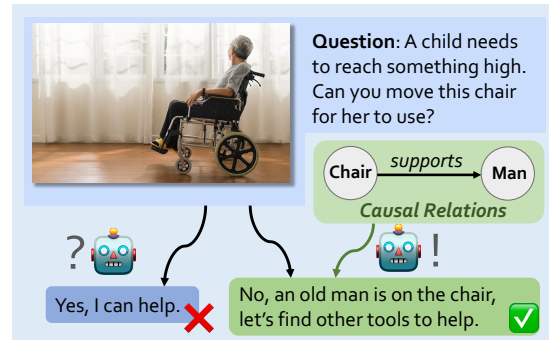 Question: A child needs
to reach something high.
Can you move this chair
for her to use?
Chair
supports
Man
Causal Relations
?
!
Yes, I can help.
No, an old man is on the chair,
let's find other tools to help.